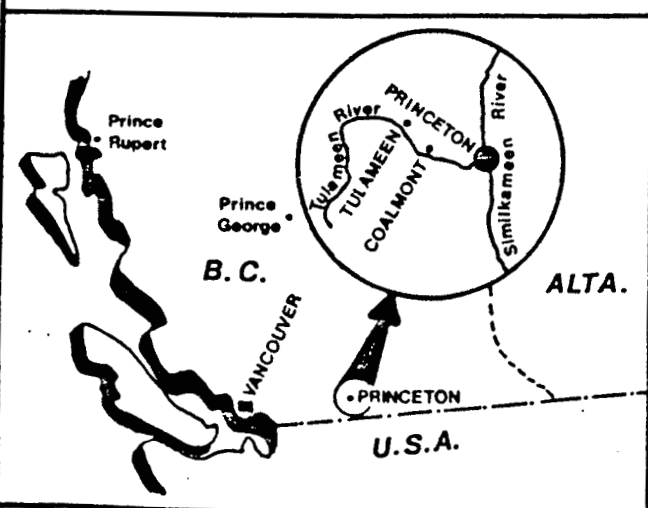 Prince
Rupert
Prince
George
B.C.
VANCOUVER
Tulameen River
TULAMEEN
COALMONT
PRINCETON
Similkameen River
ALTA.
PRINCETON
U.S.A.